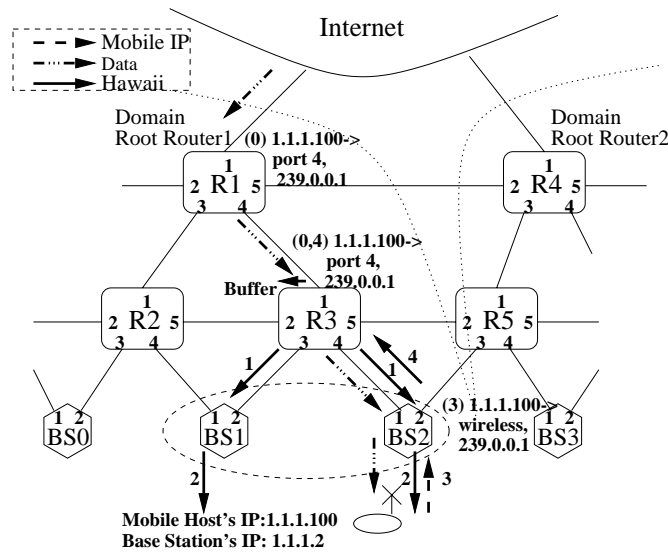 Internet
Mobile IP
Data
Hawaii
Domain
Root Router1
Domain
Root Router2
(0) 1.1.1.100->
port 4,
239.0.0.1
1
2 R1 5
3 4
1
2 R4 5
3 4
(0,4) 1.1.1.100->
port 4,
239.0.0.1
Buffer
1
2 R2 5
3 4
1
2 R3 5
3 4
1
2 R5 5
3 4
1
1
4
(3) 1.1.1.100->
wireless,
239.0.0.1
1 2
BS0
1 2
BS1
1 2
BS2
1 2
BS3
2
2
3
Mobile Host's IP:1.1.1.100
Base Station's IP: 1.1.1.2